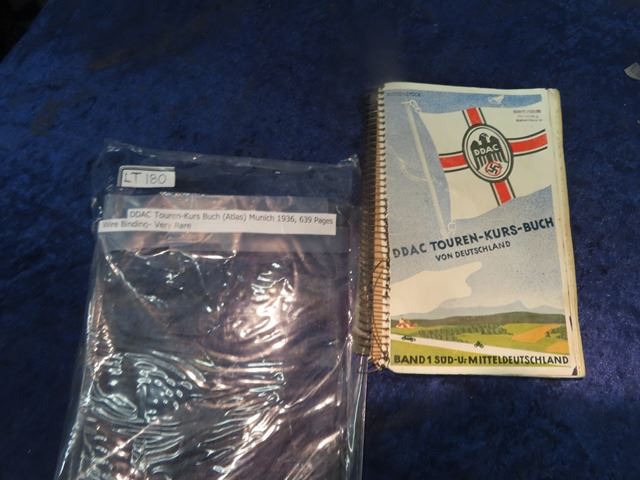 LT 180
DDAC Touren-Kurs Buch (Atlas) Munich 1936, 639 Pages
Wire Binding- Very Rare
DDAC
DDAC TOUREN-KURS-BUCH
VON DEUTSCHLAND
BAND 1 SÜD-U: MITTELDEUTSCHLAND